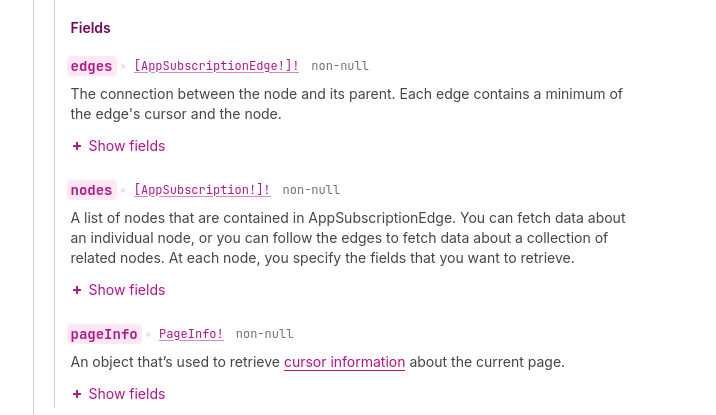 Fields
edges • [AppSubscriptionEdge!]! non-null
The connection between the node and its parent. Each edge contains a minimum of
the edge's cursor and the node.
+ Show fields
nodes • [AppSubscription!]! non-null
A list of nodes that are contained in AppSubscriptionEdge. You can fetch data about
an individual node, or you can follow the edges to fetch data about a collection of
related nodes. At each node, you specify the fields that you want to retrieve.
+ Show fields
pageInfo • PageInfo! non-null
An object that’s used to retrieve cursor information about the current page.
+ Show fields